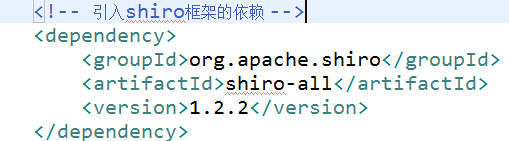 <!-- 引入shiro框架的依赖 -->
<dependency>
<groupId>org.apache.shiro</groupId>
<artifactId>shiro-all</artifactId>
<version>1.2.2</version>
</dependency>